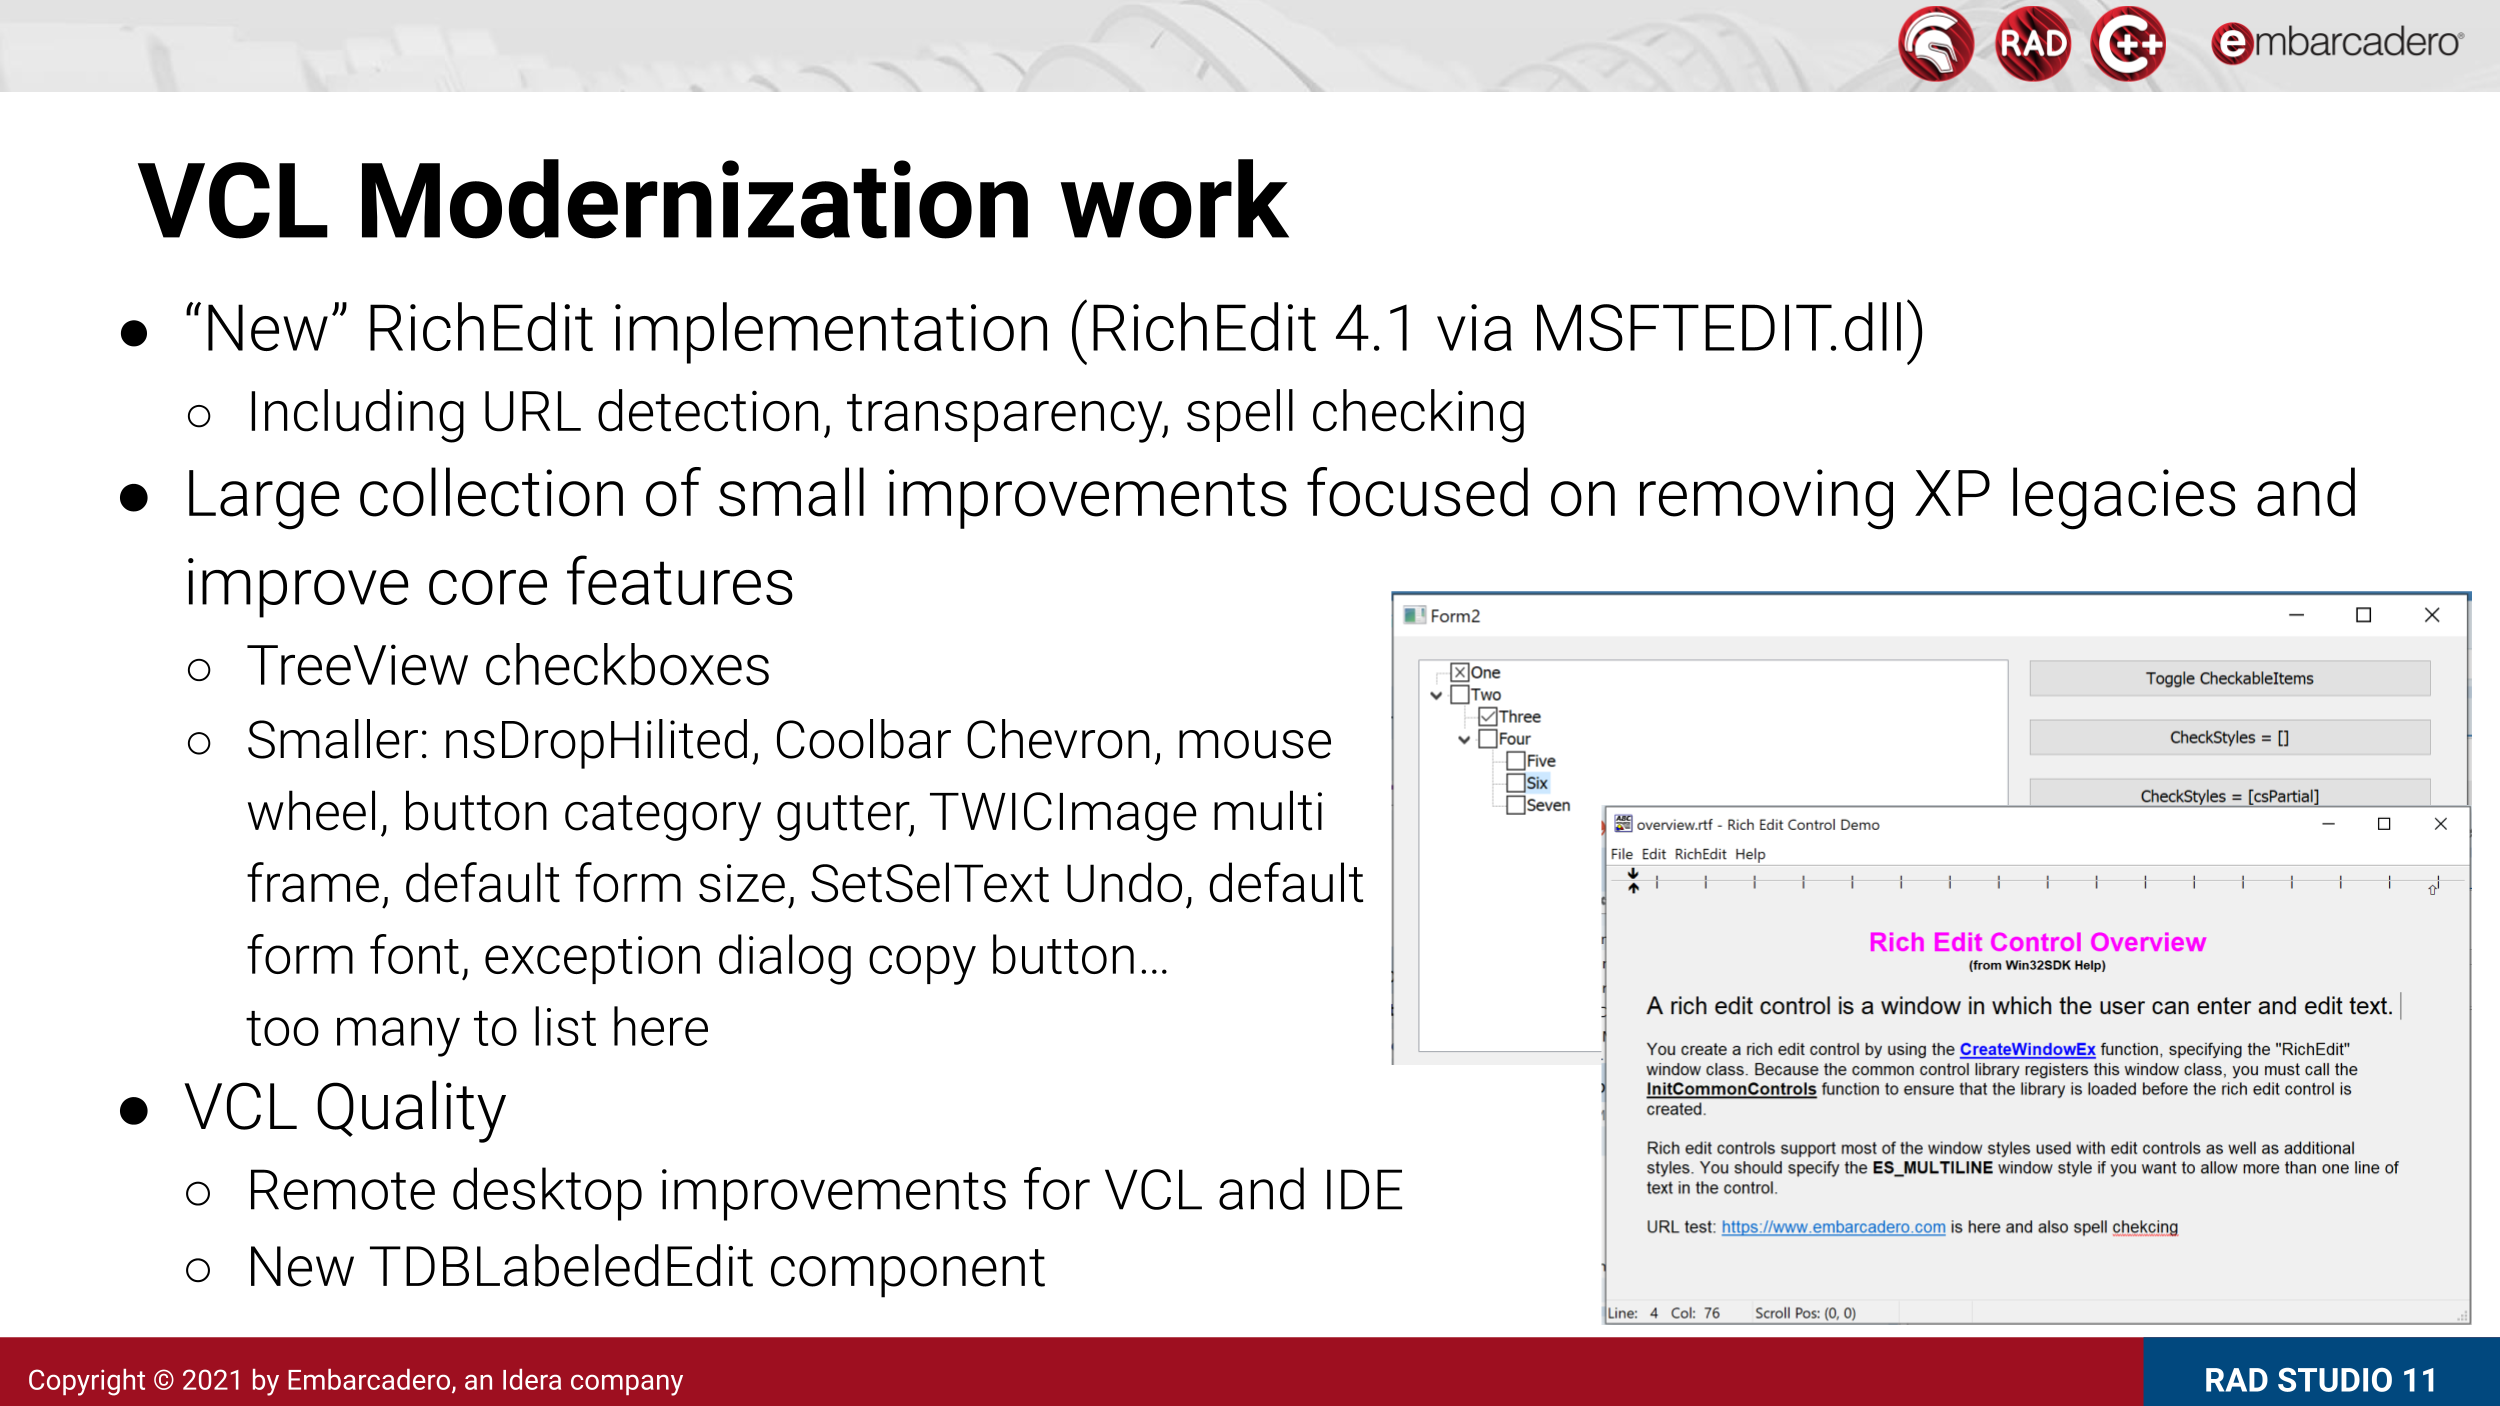 RAD
C++
embarcadero®
VCL Modernization work
● “New” RichEdit implementation (RichEdit 4.1 via MSFTEDIT.dll)
○ Including URL detection, transparency, spell checking
● Large collection of small improvements focused on removing XP legacies and
improve core features
○ TreeView checkboxes
○ Smaller: nsDropHilited, Coolbar Chevron, mouse
wheel, button category gutter, TWICImage multi
frame, default form size, SetSelText Undo, default
form font, exception dialog copy button...
too many to list here
● VCL Quality
○ Remote desktop improvements for VCL and IDE
○ New TDBLabeledEdit component
Form2
One
Two
Three
Four
Five
Six
Seven
Toggle CheckableItems
CheckStyles = []
CheckStyles = [csPartial]
overview.rtf - Rich Edit Control Demo
File Edit RichEdit Help
Rich Edit Control Overview
(from Win32SDK Help)
A rich edit control is a window in which the user can enter and edit text.
You create a rich edit control by using the CreateWindowEx function, specifying the "RichEdit"
window class. Because the common control library registers this window class, you must call the
InitCommonControls function to ensure that the library is loaded before the rich edit control is
created.
Rich edit controls support most of the window styles used with edit controls as well as additional
styles. You should specify the ES_MULTILINE window style if you want to allow more than one line of
text in the control.
URL test: https://www.embarcadero.com is here and also spell chekcing
Line: 4 Col: 76 Scroll Pos: (0, 0)
Copyright © 2021 by Embarcadero, an Idera company
RAD STUDIO 11